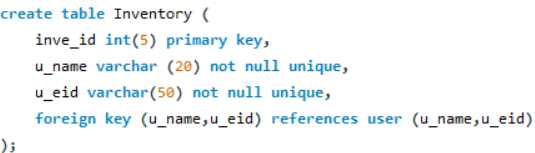 create table Inventory (
inve_id int(5) primary key,
u_name varchar (20) not null unique,
u_eid varchar(50) not null unique,
foreign key (u_name,u_eid) references user (u_name,u_eid)
);